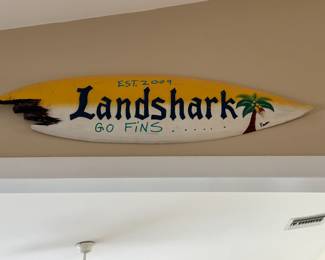 EST. 2009
Landshark
GO FiNS ......